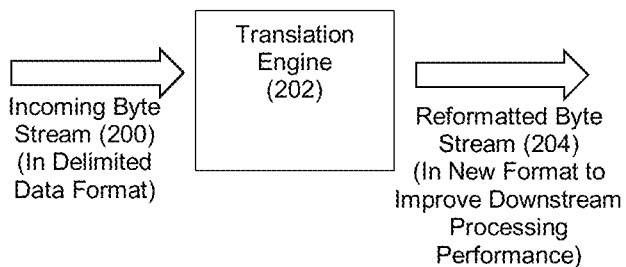 Translation
Engine
(202)
Incoming Byte
Stream (200)
(In Delimited
Data Format)
Reformatted Byte
Stream (204)
(In New Format to
Improve Downstream
Processing
Performance)